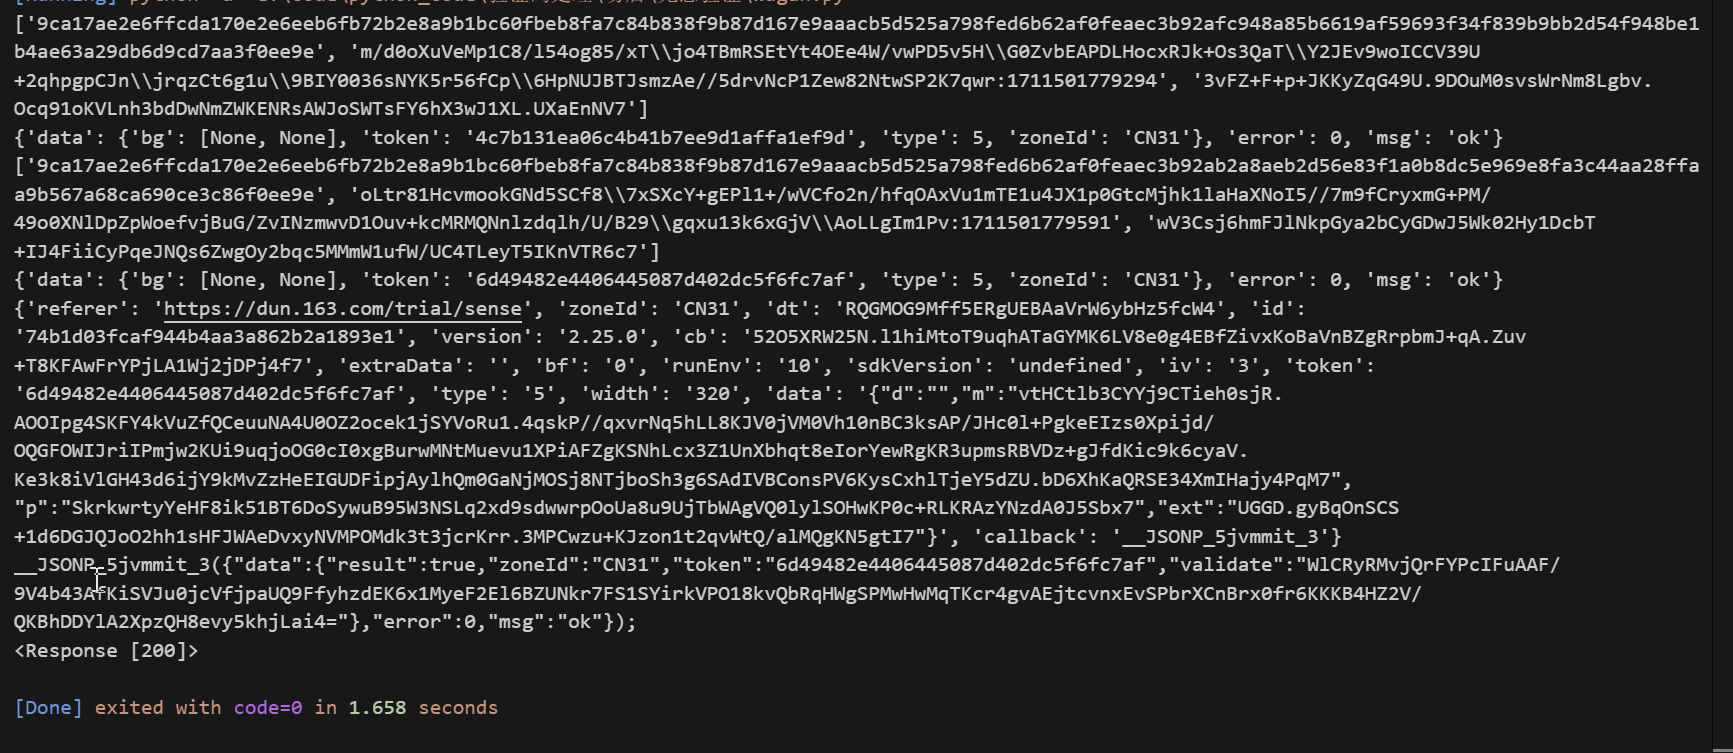 ['9ca17ae2e6ffcda170e2e6eeb6fb72b2e8a9b1bc60fbeb8fa7c84b838f9b87d167e9aaacb5d525a798fed6b62af0feaec3b92afc948a85b6619af59693f34f839b9bb2d54f948be1
b4ae63a29db6d9cd7aa3f0ee9e', 'm/d0oXuVeMp1C8/l54og85/xT\\jo4TBmRSEtYt4OEe4W/vwPD5v5H\\G0ZvbEAPDLHocxRJk+Os3QaT\\Y2JEv9woICCV39U
+2qhpgpCJn\\jrqzCt6g1u\\9BIY0036sNYK5r56fCp\\6HpNUJBTJsmzAe//5drvNcP1Zew82NtwSP2K7qwr:1711501779294', '3vFZ+F+p+JKKyZqG49U.9DOuM0svsWrNm8Lgbv.
Ocq91oKVLnh3bdDwNmZWKENRsAWJoSWTsFY6hX3wJ1XL.UXaEnNV7']
{'data': {'bg': [None, None], 'token': '4c7b131ea06c4b41b7ee9d1affa1ef9d', 'type': 5, 'zoneId': 'CN31'}, 'error': 0, 'msg': 'ok'}
['9ca17ae2e6ffcda170e2e6eeb6fb72b2e8a9b1bc60fbeb8fa7c84b838f9b87d167e9aaacb5d525a798fed6b62af0feaec3b92ab2a8aeb2d56e83f1a0b8dc5e969e8fa3c44aa28ffa
a9b567a68ca690ce3c86f0ee9e', 'oLtr81HcvmookGNd5SCf8\\7xSXcY+gEPl1+/wVCfo2n/hfqOAxVu1mTE1u4JX1p0GtcMjhk1laHaXNoI5//7m9fCryxmG+PM/
49o0XNlDpZpWoefvjBuG/ZvINzmwvD1Ouv+kcMRMQNnlzdqlh/U/B29\\gqxu13k6xGjV\\AoLLgIm1Pv:1711501779591', 'wV3Csj6hmFJlNkpGya2bCyGDwJ5Wk02Hy1DcbT
+IJ4FiiCyPqeJNQs6ZwgOy2bqc5MMmW1ufW/UC4TLeyT5IKnVTR6c7']
{'data': {'bg': [None, None], 'token': '6d49482e4406445087d402dc5f6fc7af', 'type': 5, 'zoneId': 'CN31'}, 'error': 0, 'msg': 'ok'}
{'referer': 'https://dun.163.com/trial/sense', 'zoneId': 'CN31', 'dt': 'RQGMOG9Mff5ERgUEBAaVrW6ybHz5fcW4', 'id':
'74b1d03fcaf944b4aa3a862b2a1893e1', 'version': '2.25.0', 'cb': '52O5XRW25N.l1hiMtoT9uqhATaGYMK6LV8e0g4EBfZivxKoBaVnBZgRrpbmJ+qA.Zuv
+T8KFAwFrYPjLA1Wj2jDPj4f7', 'extraData': '', 'bf': '0', 'runEnv': '10', 'sdkVersion': 'undefined', 'iv': '3', 'token':
'6d49482e4406445087d402dc5f6fc7af', 'type': '5', 'width': '320', 'data': '{"d":"","m":"vtHCtlb3CYYj9CTieh0sjR.
AOOIpg4SKFY4kVuZfQCeuuNA4U0OZ2ocek1jSYVoRu1.4qskP//qxvrNq5hLL8KJV0jVM0Vh10nBC3ksAP/JHc0l+PgkeEIzs0Xpijd/
OQGFOWIJriIPmjw2KUi9uqjoOG0cI0xgBurwMNtMuevu1XPiAFZgKSNhLcx3Z1UnXbhqt8eIorYewRgKR3upmsRBVDz+gJfdKic9k6cyaV.
Ke3k8iVlGH43d6ijY9kMvZzHeEIGUDFipjAylhQm0GaNjMOSj8NTjboSh3g6SAdIVBConsPV6KysCxhlTjeY5dZU.bD6XhKaQRSE34XmIHajy4PqM7",
"p":"SkrkwrtyYeHF8ik51BT6DoSywuB95W3NSLq2xd9sdwwrpOoUa8u9UjTbWAgVQ0lylSOHwKP0c+RLKRAzYNzdA0J5Sbx7","ext":"UGGD.gyBqOnSCS
+1d6DGJQJoO2hh1sHFJWAeDvxyNVMPOMdk3t3jcrKrr.3MPCwzu+KJzon1t2qvWtQ/alMQgKN5gtI7"}', 'callback': '__JSONP_5jvmmit_3'}
__JSONP_5jvmmit_3({"data":{"result":true,"zoneId":"CN31","token":"6d49482e4406445087d402dc5f6fc7af","validate":"WlCRyRMvjQrFYPcIFuAAF/
9V4b43AfKiSVJu0jcVfjpaUQ9FfyhzdEK6x1MyeF2El6BZUNkr7FS1SYirkVPO18kvQbRqHWgSPMwHwMqTKcr4gvAEjtcvnxEvSPbrXCnBrx0fr6KKKB4HZ2V/
QKBhDDYlA2XpzQH8evy5khjLai4="},"error":0,"msg":"ok"});
<Response [200]>
[Done] exited with code=0 in 1.658 seconds